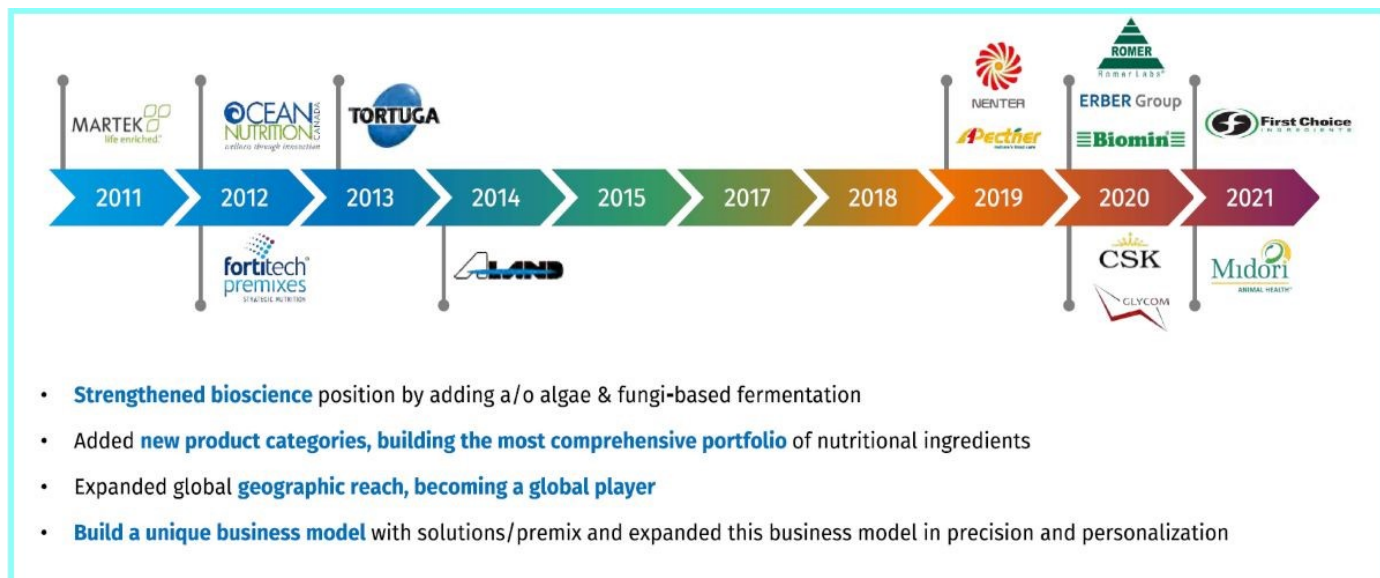 MARTEK
life enriched.™
OCEAN
NUTRITION
CANADA
wellness through innovation
TORTUGA
NENTER
APectner
ROMER
Romer Labs®
ERBER Group
Biomin®
First Choice
INGREDIENTS
2011
2012
2013
2014
2015
2017
2018
2019
2020
2021
fortitech®
premixes
STRATEGIC NUTRITION
ALAND
CSK
GLYCOM
Midori
ANIMAL HEALTH
• Strengthened bioscience position by adding a/o algae & fungi-based fermentation
• Added new product categories, building the most comprehensive portfolio of nutritional ingredients
• Expanded global geographic reach, becoming a global player
• Build a unique business model with solutions/premix and expanded this business model in precision and personalization